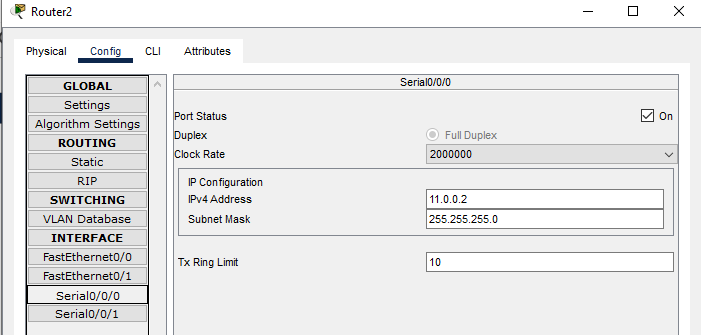 Router2
Physical Config CLI Attributes
GLOBAL
Settings
Algorithm Settings
ROUTING
Static
RIP
SWITCHING
VLAN Database
INTERFACE
FastEthernet0/0
FastEthernet0/1
Serial0/0/0
Serial0/0/1
Serial0/0/0
Port Status On
Duplex Full Duplex
Clock Rate 2000000
IP Configuration
IPv4 Address 11.0.0.2
Subnet Mask 255.255.255.0
Tx Ring Limit 10